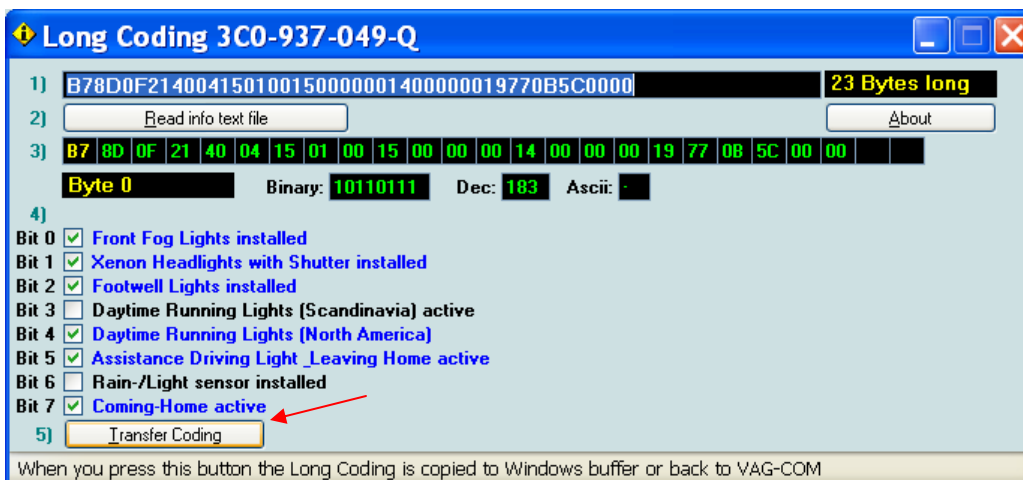 Long Coding 3C0-937-049-Q
1) B78D0F214004150100150000001400000019770B5C0000 23 Bytes long
2) Read info text file About
3) B7 8D 0F 21 40 04 15 01 00 15 00 00 00 14 00 00 00 19 77 0B 5C 00 00
Byte 0 Binary: 10110111 Dec: 183 Ascii: ·
4)
Bit 0 Front Fog Lights installed
Bit 1 Xenon Headlights with Shutter installed
Bit 2 Footwell Lights installed
Bit 3 Daytime Running Lights (Scandinavia) active
Bit 4 Daytime Running Lights (North America)
Bit 5 Assistance Driving Light _Leaving Home active
Bit 6 Rain-/Light sensor installed
Bit 7 Coming-Home active
5) Transfer Coding
When you press this button the Long Coding is copied to Windows buffer or back to VAG-COM